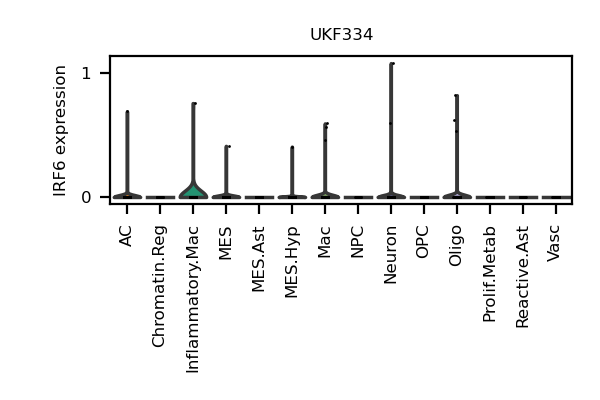 UKF334
IRF6 expression
1
0
AC
Chromatin.Reg
Inflammatory.Mac
MES
MES.Ast
MES.Hyp
Mac
NPC
Neuron
OPC
Oligo
Prolif.Metab
Reactive.Ast
Vasc